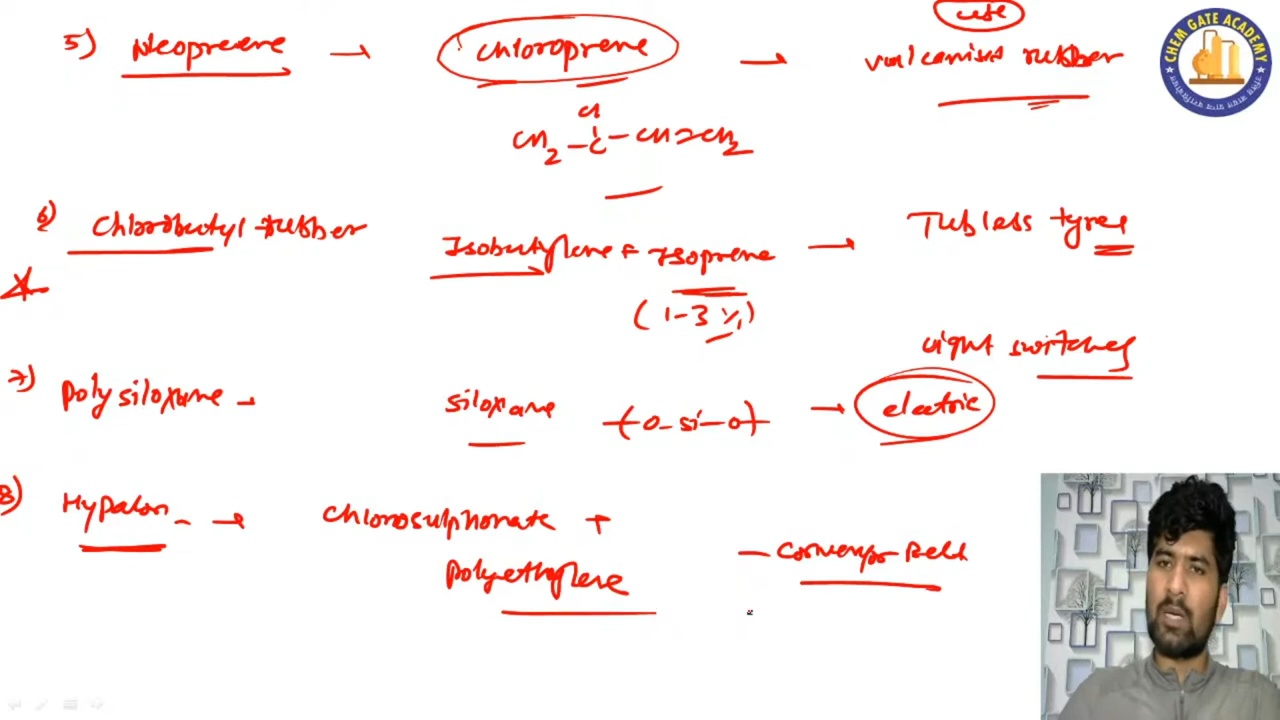 use
5) Neoprene → chloroprene → vulcanised rubber
Cl
CH2 - C - CH=CH2
6) Chlorobutyl rubber Isobutylene + Isoprene → Tubless tyres
(1-3 %)
Light switches
7) Polysiloxane - siloxane (O-Si-O) → electric
8) Hypalon - → chlorosulphonate +
polyethylene - conveyor Belt
CHEM GATE ACADEMY